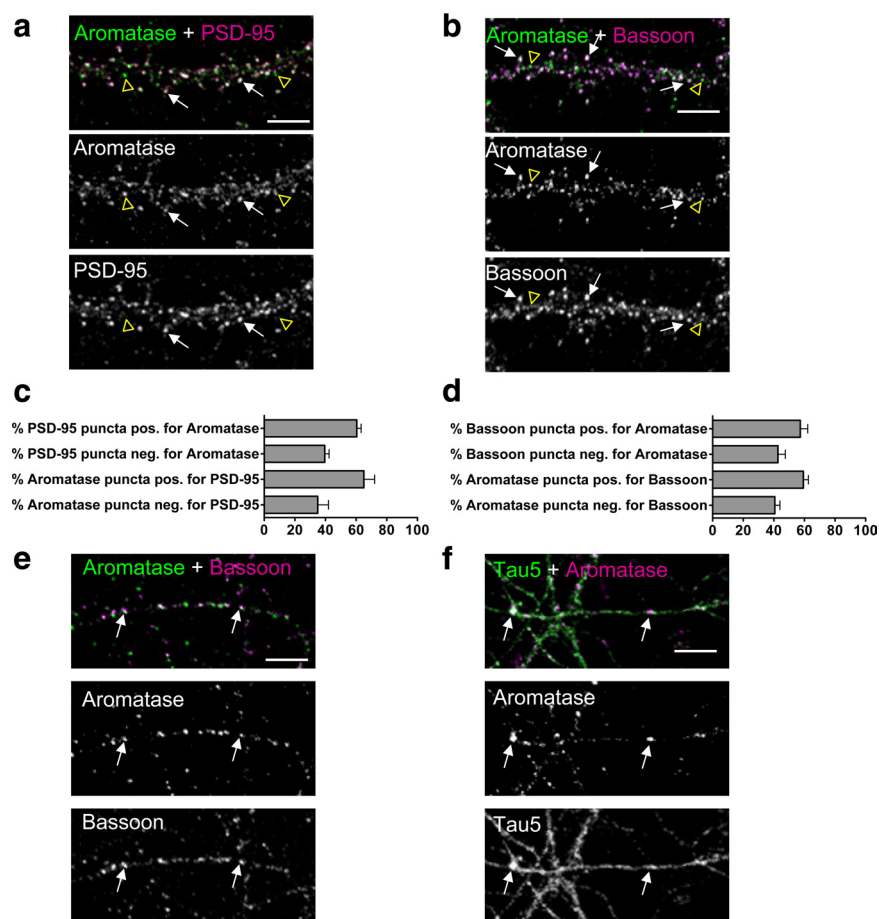 a
Aromatase + PSD-95
Aromatase
PSD-95
b
Aromatase + Bassoon
Aromatase
Bassoon
c
% PSD-95 puncta pos. for Aromatase
% PSD-95 puncta neg. for Aromatase
% Aromatase puncta pos. for PSD-95
% Aromatase puncta neg. for PSD-95
0 20 40 60 80 100
d
% Bassoon puncta pos. for Aromatase
% Bassoon puncta neg. for Aromatase
% Aromatase puncta pos. for Bassoon
% Aromatase puncta neg. for Bassoon
0 20 40 60 80 100
e
Aromatase + Bassoon
Aromatase
Bassoon
f
Tau5 + Aromatase
Aromatase
Tau5